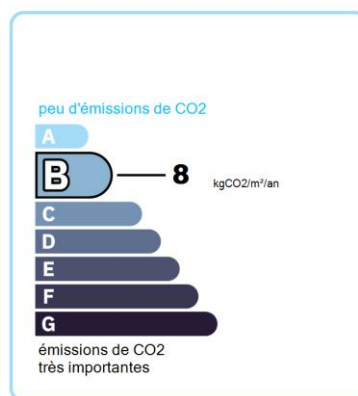 peu d'émissions de CO2
A
B 8 kgCO2/m²/an
C
D
E
F
G
émissions de CO2
très importantes